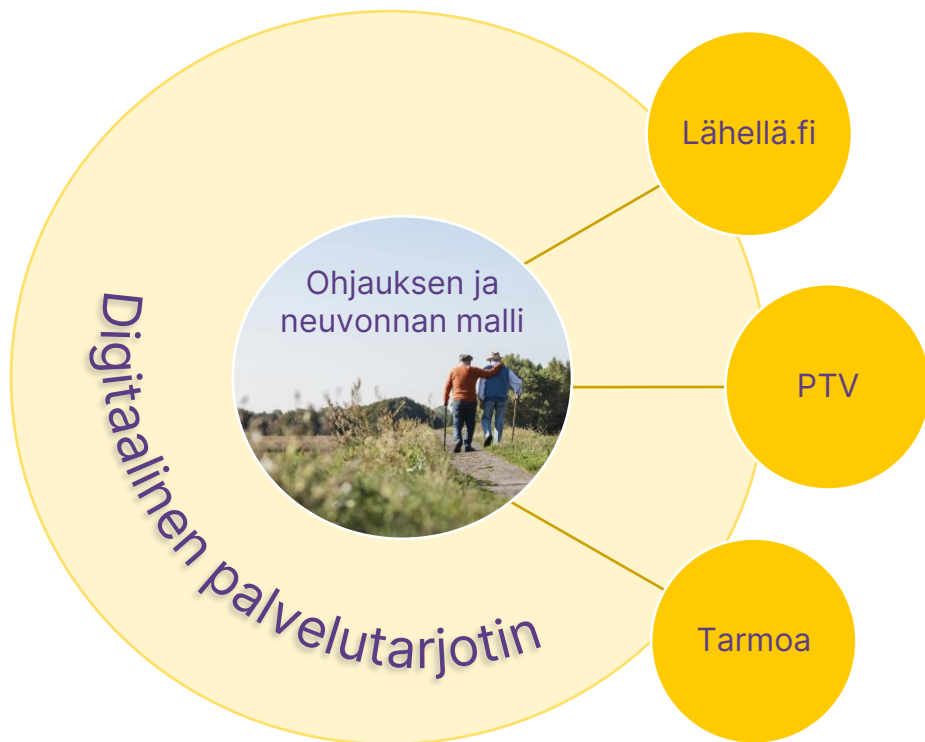 Lähellä.fi
Ohjauksen ja
neuvonnan malli
PTV
Digitaalinen palvelutarjotin
Tarmoa